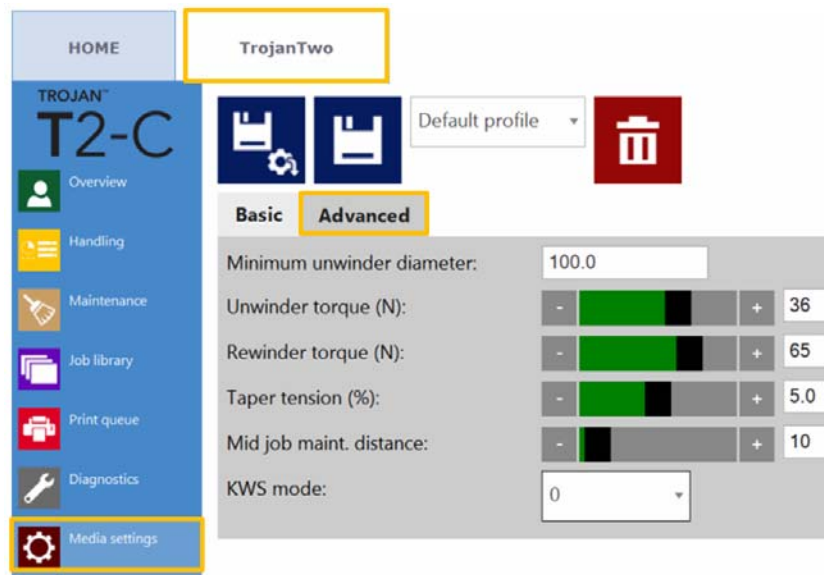 HOME
TrojanTwo
TROJAN™
T2-C
Overview
Handling
Maintenance
Job library
Print queue
Diagnostics
Media settings
Default profile
Basic
Advanced
Minimum unwinder diameter:
100.0
Unwinder torque (N):
-
+
36
Rewinder torque (N):
-
+
65
Taper tension (%):
-
+
5.0
Mid job maint. distance:
-
+
10
KWS mode:
0